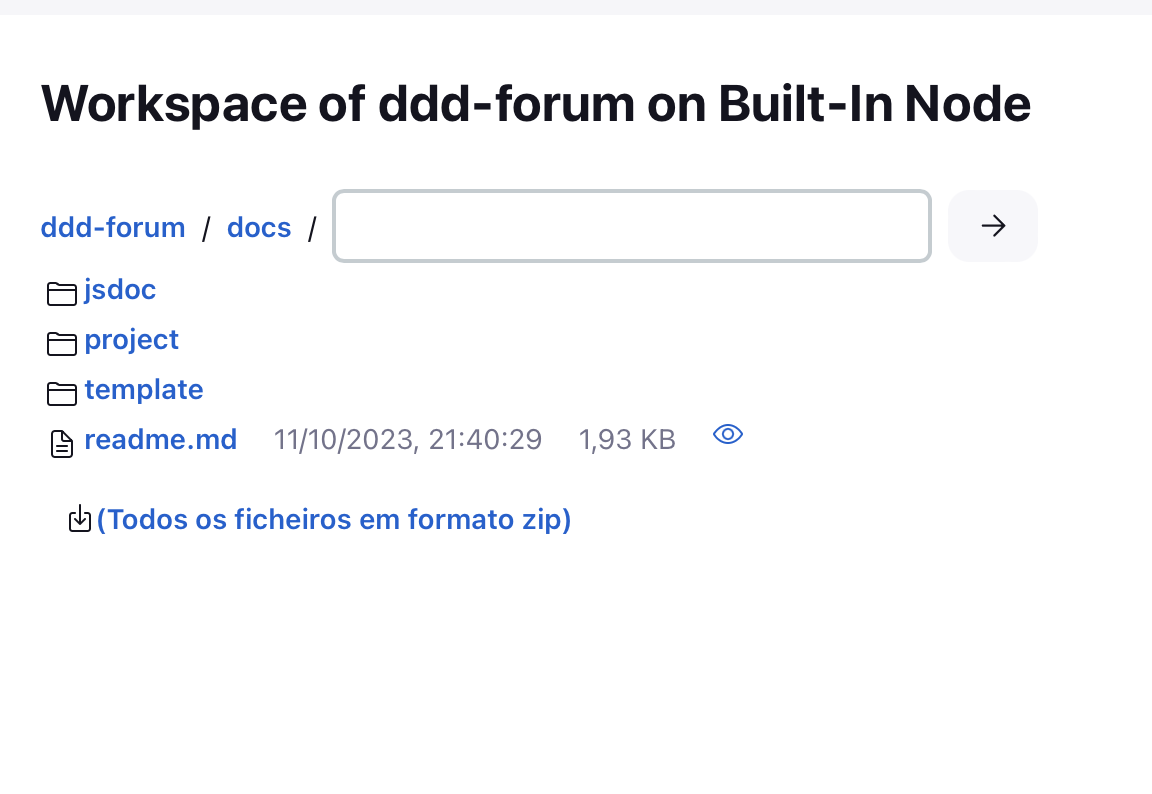 Workspace of ddd-forum on Built-In Node
ddd-forum / docs /
jsdoc
project
template
readme.md 11/10/2023, 21:40:29 1,93 KB
(Todos os ficheiros em formato zip)